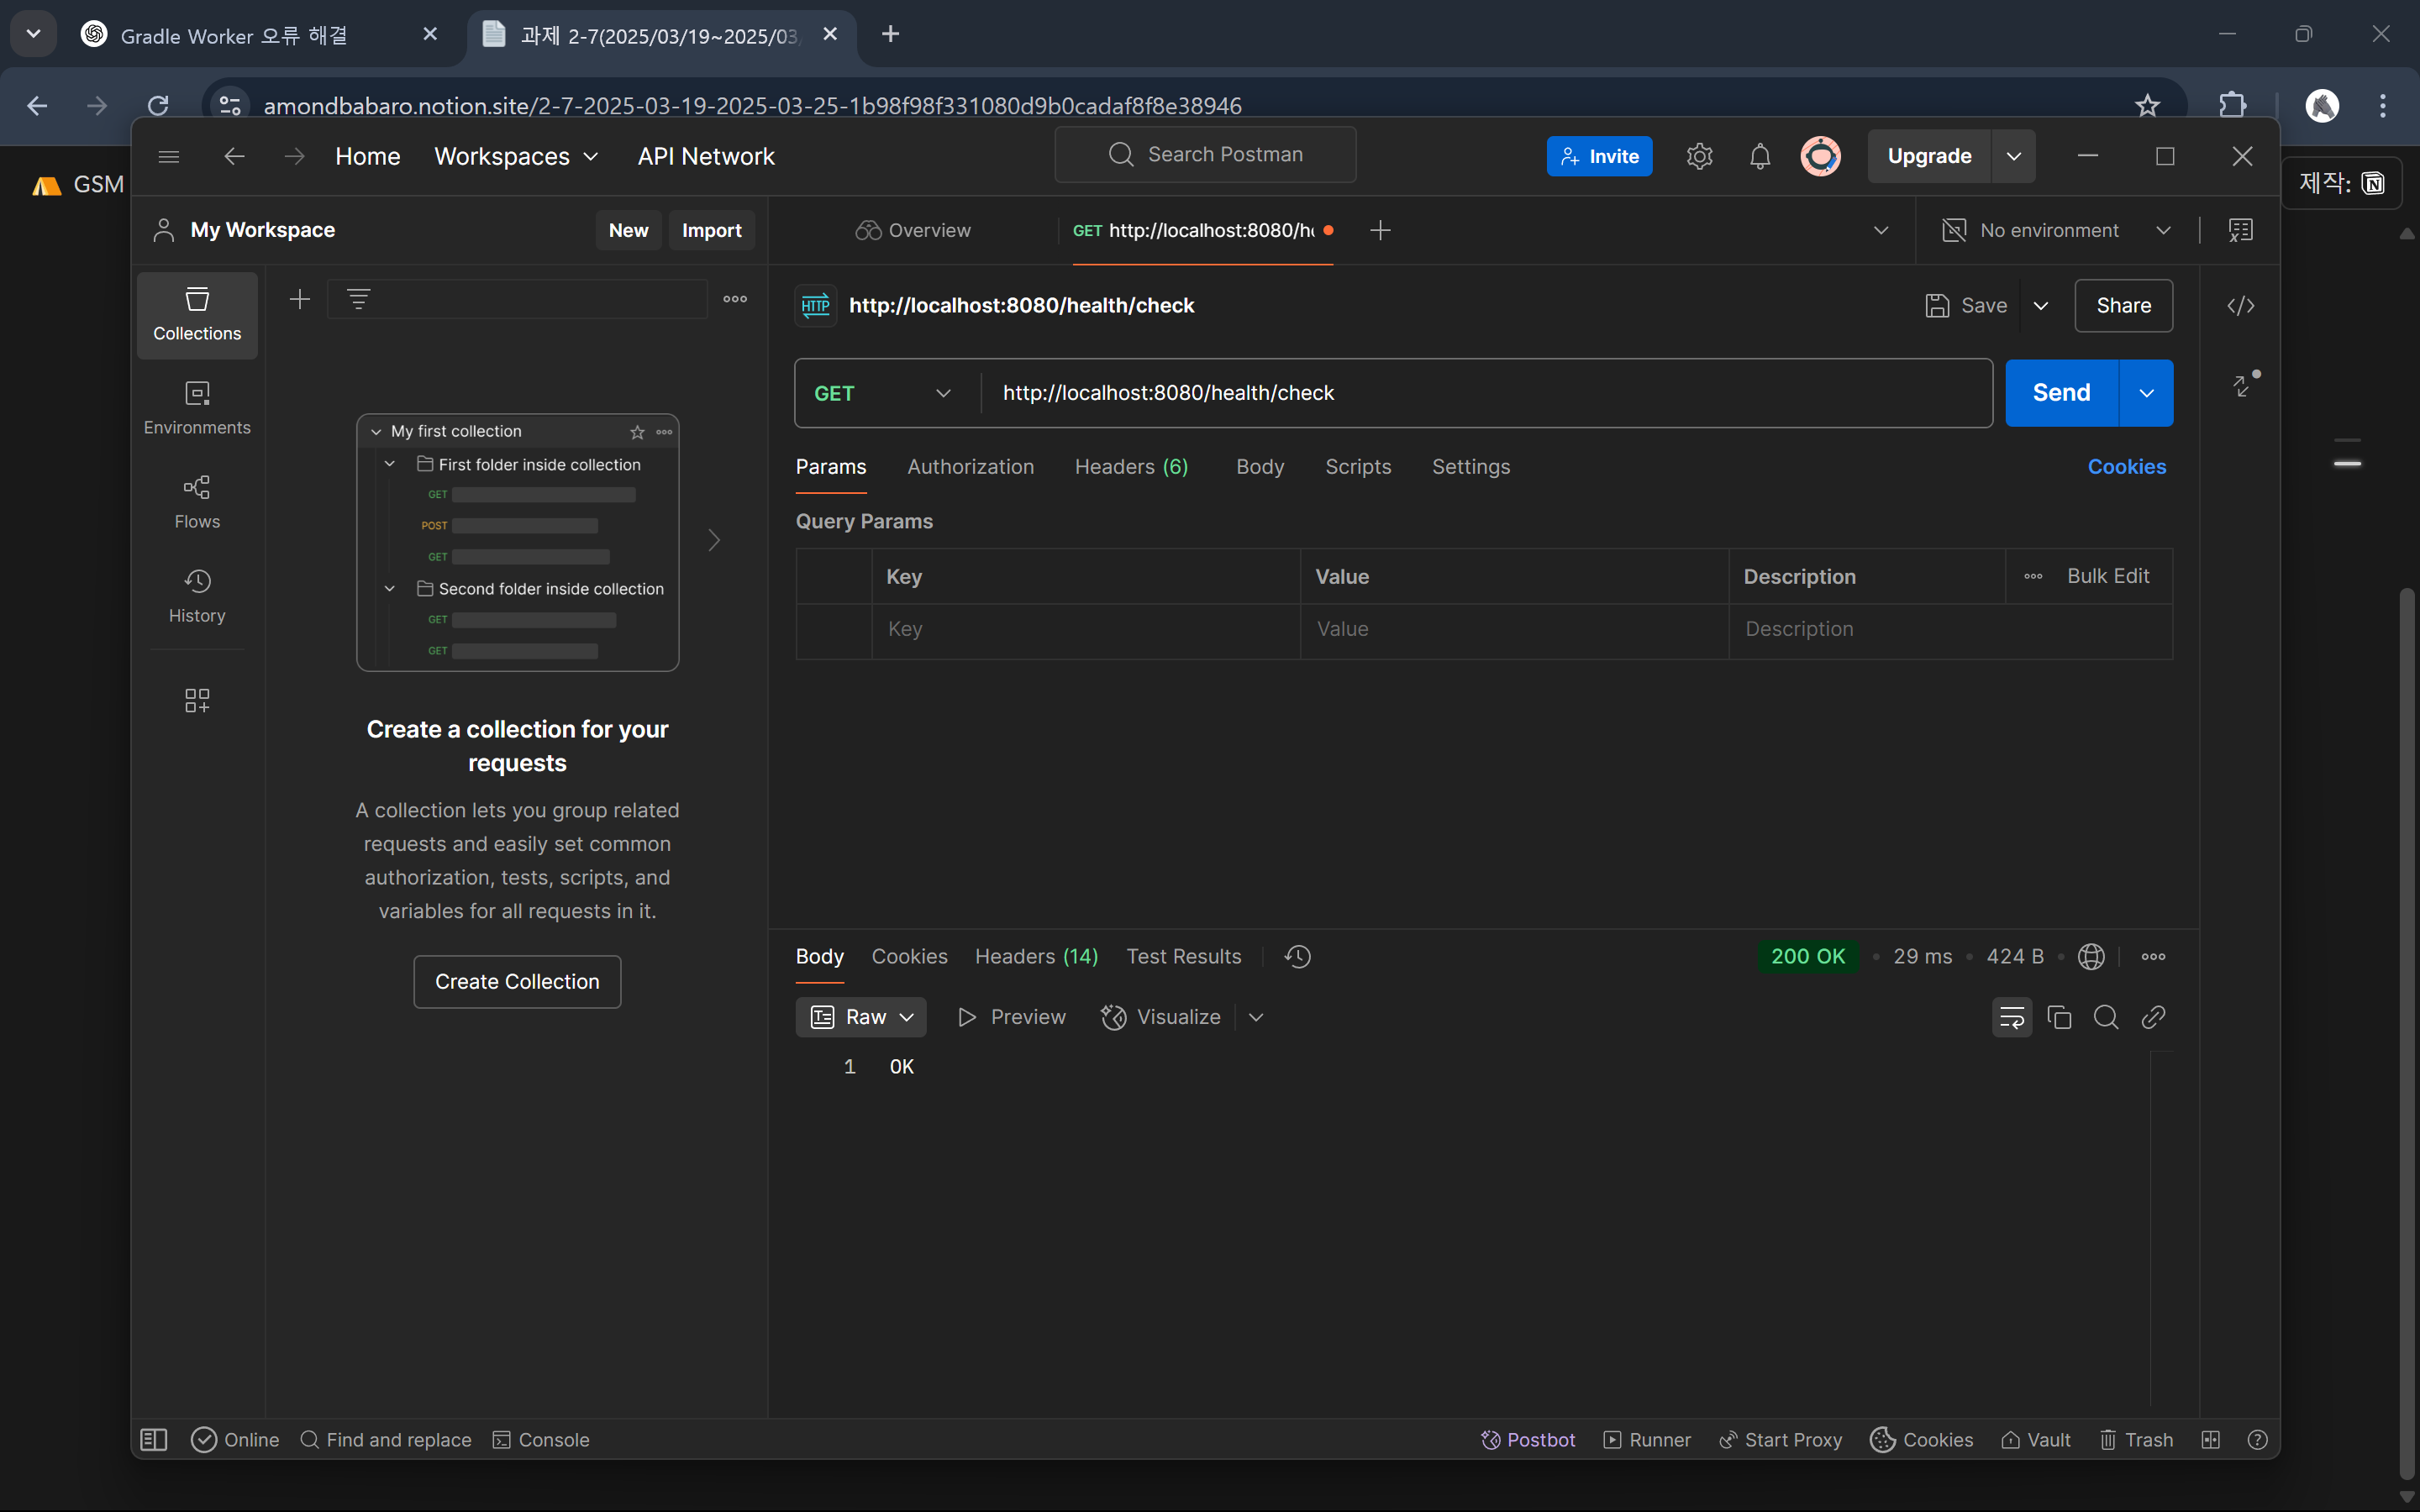 Gradle Worker 오류 해결
과제 2-7(2025/03/19~2025/03/
amondbabaro.notion.site/2-7-2025-03-19-2025-03-25-1b98f98f331080d9b0cadaf8f8e38946
GSM
제작:
Home Workspaces API Network
Search Postman
Invite
Upgrade
My Workspace
New
Import
Overview
GET http://localhost:8080/h
No environment
Collections
Environments
Flows
History
My first collection
First folder inside collection
GET
POST
GET
Second folder inside collection
GET
GET
Create a collection for your
requests
A collection lets you group related
requests and easily set common
authorization, tests, scripts, and
variables for all requests in it.
Create Collection
HTTP http://localhost:8080/health/check
Save
Share
GET http://localhost:8080/health/check
Send
Params Authorization Headers (6) Body Scripts Settings
Cookies
Query Params
Key Value Description Bulk Edit
Key Value Description
Body Cookies Headers (14) Test Results
200 OK • 29 ms • 424 B
Raw Preview Visualize
1 OK
Online Find and replace Console
Postbot Runner Start Proxy Cookies Vault Trash